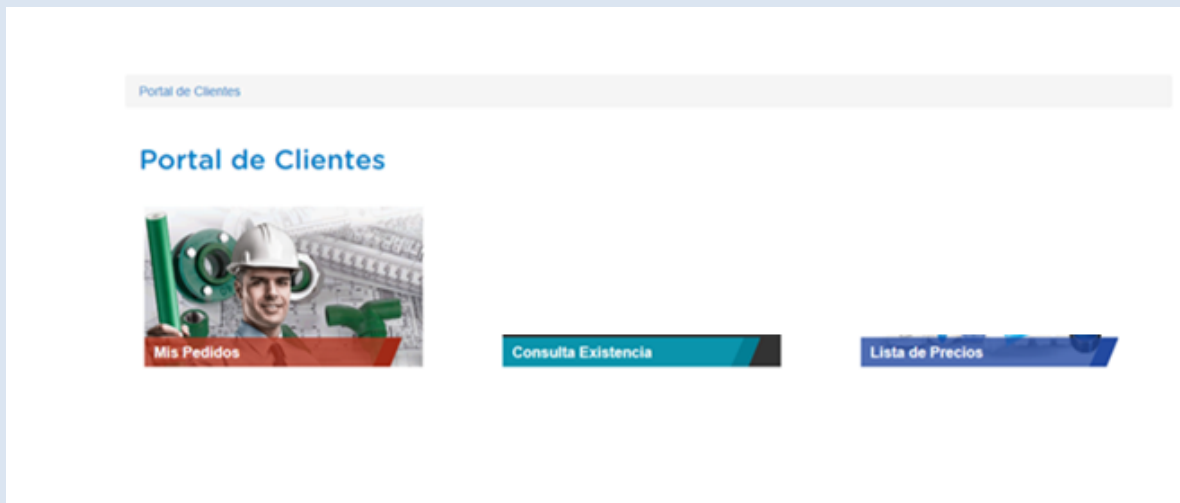 Portal de Clientes
Portal de Clientes
Mis Pedidos
Consulta Existencia
Lista de Precios